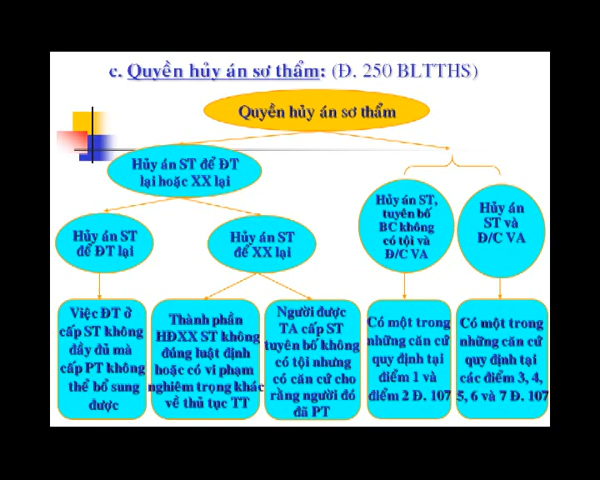 c. Quyền hủy án sơ thẩm: (Đ. 250 BLTTHS)
Quyền hủy án sơ thẩm
Hủy án ST để ĐT
lại hoặc XX lại
Hủy án ST
để ĐT lại
Hủy án ST
để XX lại
Hủy án ST,
tuyên bố
BC không
có tội và
Đ/C VA
Hủy án
ST và
Đ/C VA
Việc ĐT ở
cấp ST không
đầy đủ mà
cấp PT không
thể bổ sung
được
Thành phần
HĐXX ST không
đúng luật định
hoặc có vi phạm
nghiêm trọng khác
về thủ tục TT
Người được
TA cấp ST
tuyên bố không
có tội nhưng
có căn cứ cho
rằng người đó
đã PT
Có một trong
những căn cứ
quy định tại
điểm 1 và
điểm 2 Đ. 107
Có một trong
những căn cứ
quy định tại
các điểm 3, 4,
5, 6 và 7 Đ. 107